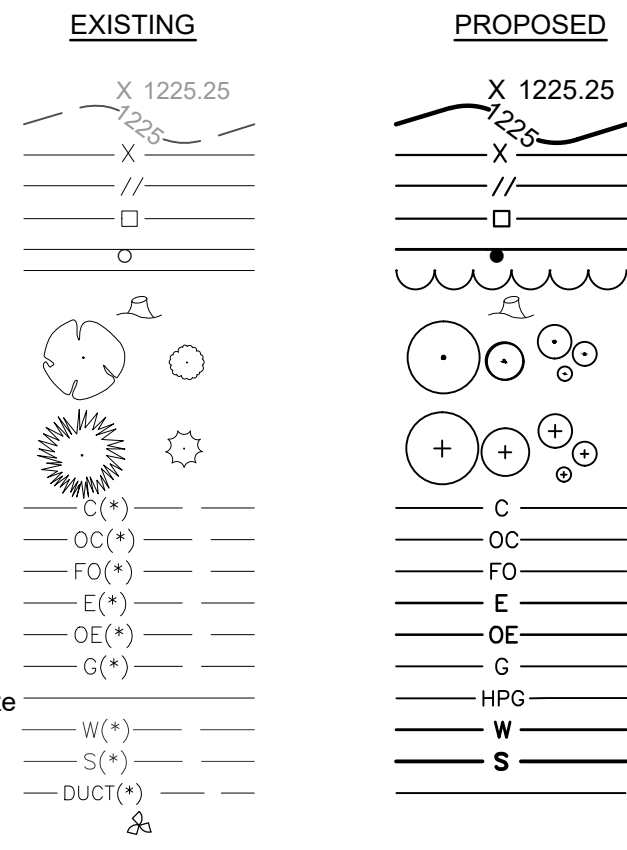 EXISTING PROPOSED
X 1225.25 X 1225.25
1225 1225
X X
// //
C(*) C
OC(*) OC
FO(*) FO
E(*) E
OE(*) OE
G(*) G
HPG
W(*) W
S(*) S
DUCT(*)